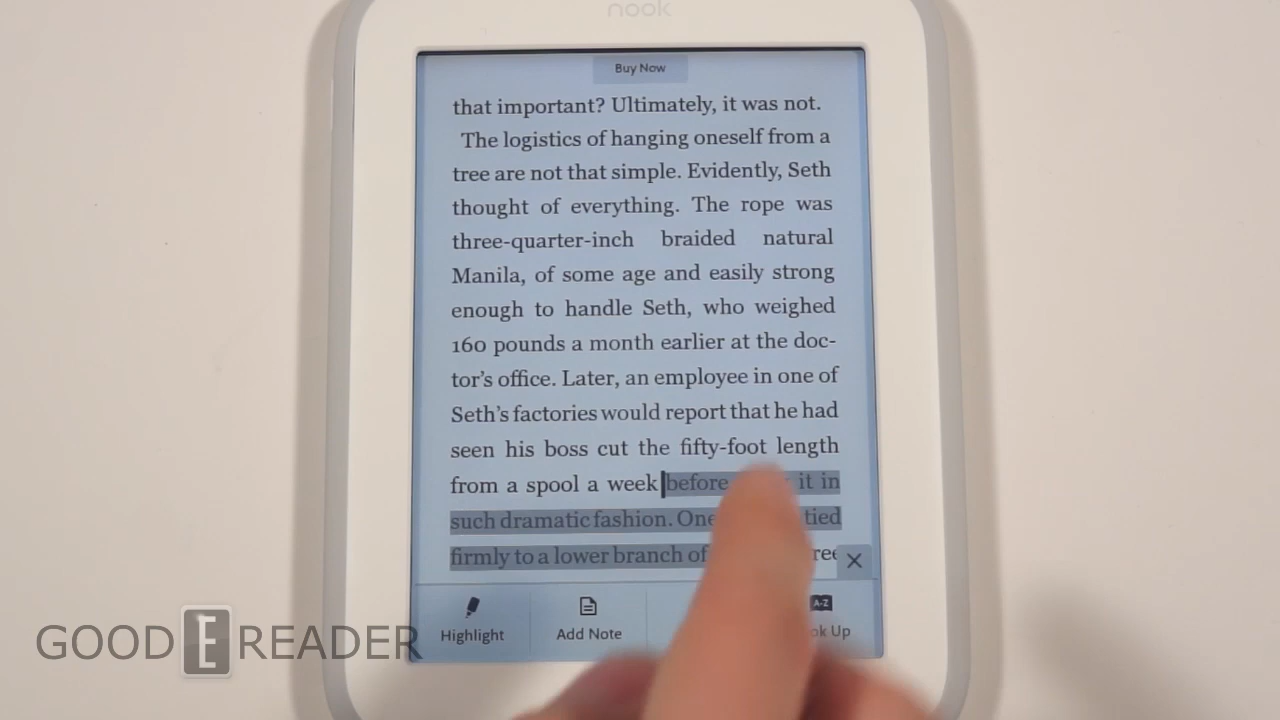 nook
Buy Now
that important? Ultimately, it was not.
The logistics of hanging oneself from a
tree are not that simple. Evidently, Seth
thought of everything. The rope was
three-quarter-inch braided natural
Manila, of some age and easily strong
enough to handle Seth, who weighed
160 pounds a month earlier at the doc-
tor's office. Later, an employee in one of
Seth's factories would report that he had
seen his boss cut the fifty-foot length
from a spool a week before it in
such dramatic fashion. One tied
firmly to a lower branch of
Highlight
Add Note
A-Z
Up
GOOD E READER